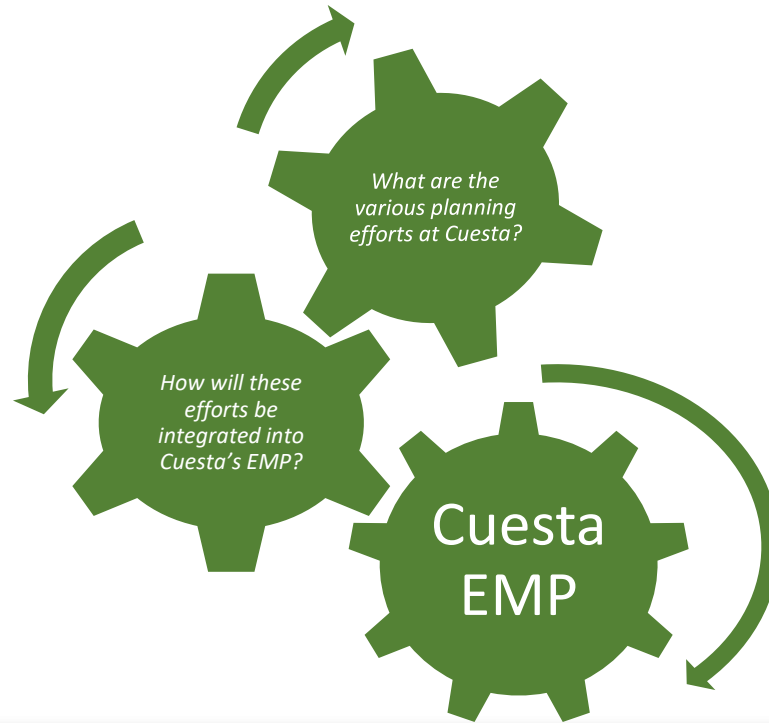 What are the
various planning
efforts at Cuesta?
How will these
efforts be
integrated into
Cuesta’s EMP?
Cuesta
EMP